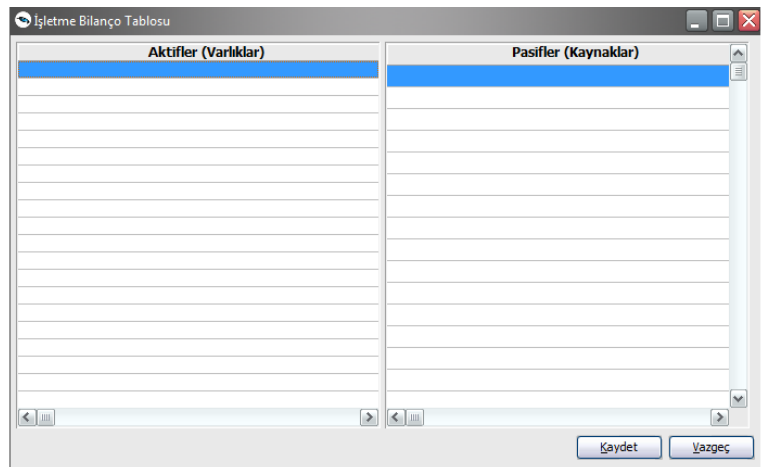 İşletme Bilanço Tablosu
Aktifler (Varlıklar)
Pasifler (Kaynaklar)
Kaydet
Vazgeç